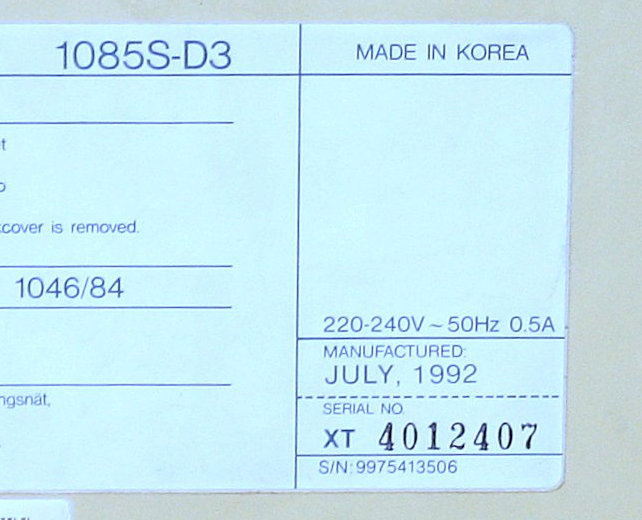 1085S-D3
MADE IN KOREA
cover is removed.
1046/84
220-240V ~ 50Hz 0.5A
MANUFACTURED:
JULY, 1992
SERIAL NO.
XT 4012407
S/N: 9975413506